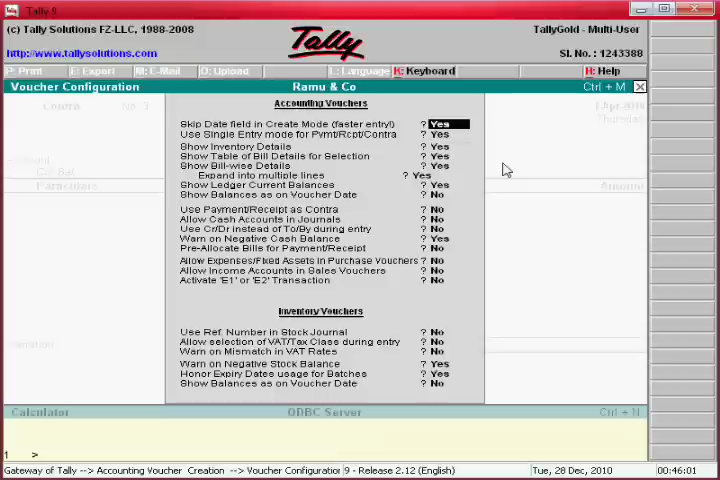 Tally 9
(c) Tally Solutions FZ-LLC, 1988-2008
TallyGold - Multi-User
http://www.tallysolutions.com
Tally
Sl. No. : 1243388
P: Print E: Export M: E-Mail O: Upload L: Language K: Keyboard H: Help
Voucher Configuration Ramu & Co Ctrl + M
Contra No. 3
Thursday
Particulars
Amount
Accounting Vouchers
Skip Date field in Create Mode (faster entry!) ? Yes
Use Single Entry mode for Pymt/Rcpt/Contra ? Yes
Show Inventory Details ? Yes
Show Table of Bill Details for Selection ? Yes
Show Bill-wise Details ? Yes
Expand into multiple lines ? Yes
Show Ledger Current Balances ? Yes
Show Balances as on Voucher Date ? No
Use Payment/Receipt as Contra ? No
Allow Cash Accounts in Journals ? No
Use Cr/Dr instead of To/By during entry ? No
Warn on Negative Cash Balance ? Yes
Pre-Allocate Bills for Payment/Receipt ? No
Allow Expenses/Fixed Assets in Purchase Vouchers ? No
Allow Income Accounts in Sales Vouchers ? No
Activate 'E1' or 'E2' Transaction ? No
Inventory Vouchers
Use Ref. Number in Stock Journal ? No
Allow selection of VAT/Tax Class during entry ? No
Warn on Mismatch in VAT Rates ? No
Warn on Negative Stock Balance ? Yes
Honor Expiry Dates usage for Batches ? Yes
Show Balances as on Voucher Date ? No
Narration
Calculator ODBC Server Ctrl + N
1 >
Gateway of Tally --> Accounting Voucher Creation --> Voucher Configuration 9 - Release 2.12 (English) Tue, 28 Dec, 2010 00:46:01